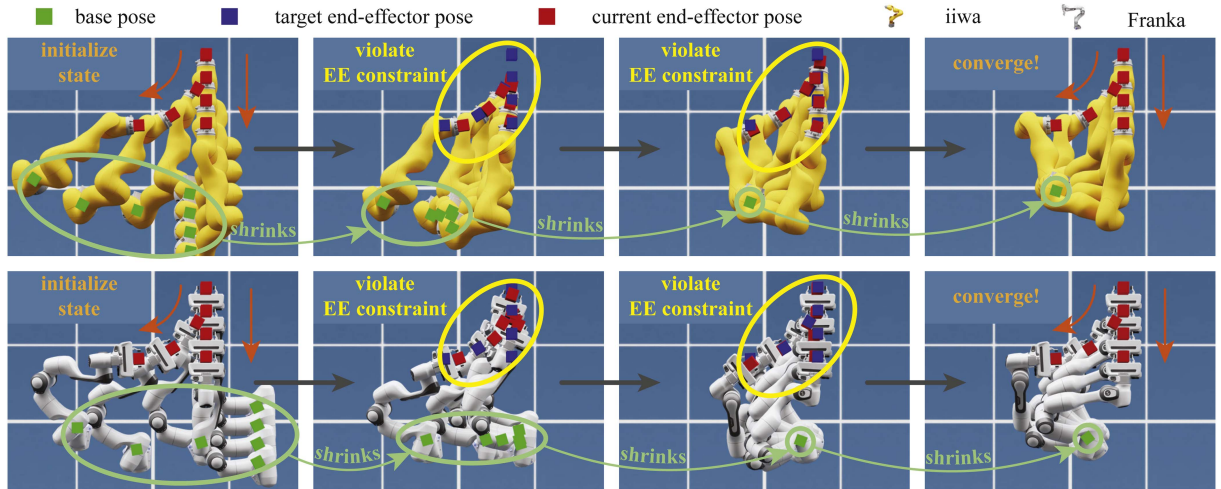 base pose target end-effector pose current end-effector pose iiwa Franka
initialize
state
violate
EE constraint
violate
EE constraint
converge!
shrinks
shrinks
shrinks
initialize
state
violate
EE constraint
violate
EE constraint
converge!
shrinks
shrinks
shrinks